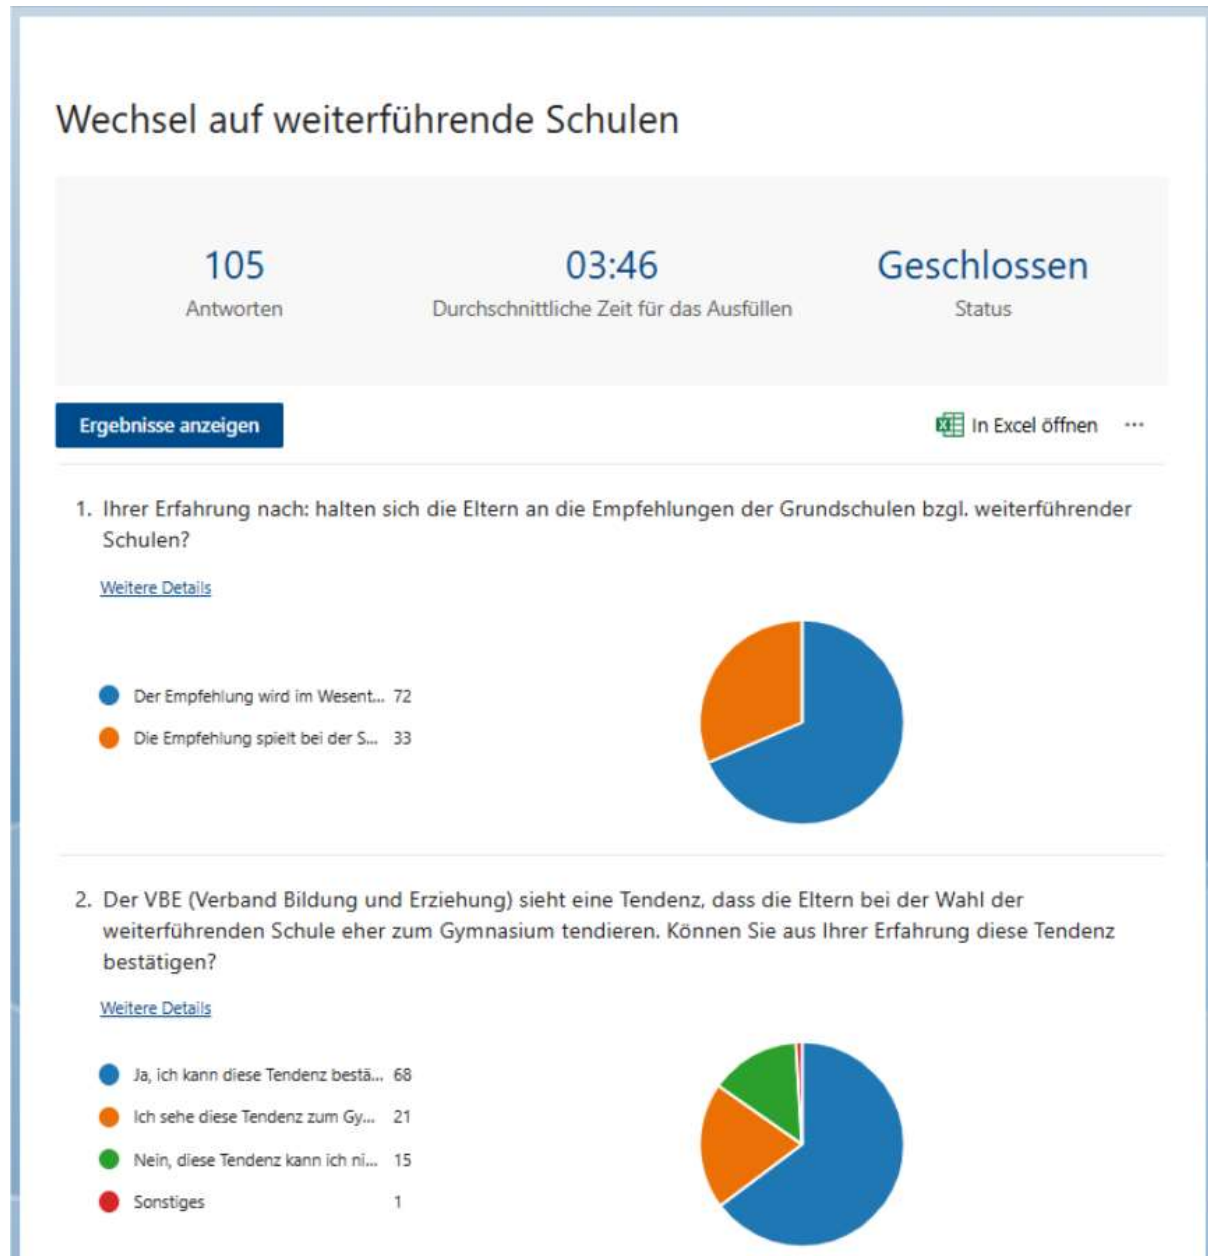 Wechsel auf weiterführende Schulen
105
Antworten
03:46
Durchschnittliche Zeit für das Ausfüllen
Geschlossen
Status
Ergebnisse anzeigen
In Excel öffnen ···
1. Ihrer Erfahrung nach: halten sich die Eltern an die Empfehlungen der Grundschulen bzgl. weiterführender
Schulen?
Weitere Details
Der Empfehlung wird im Wesent... 72
Die Empfehlung spielt bei der S... 33
2. Der VBE (Verband Bildung und Erziehung) sieht eine Tendenz, dass die Eltern bei der Wahl der
weiterführenden Schule eher zum Gymnasium tendieren. Können Sie aus Ihrer Erfahrung diese Tendenz
bestätigen?
Weitere Details
Ja, ich kann diese Tendenz bestä... 68
Ich sehe diese Tendenz zum Gy... 21
Nein, diese Tendenz kann ich ni... 15
Sonstiges 1